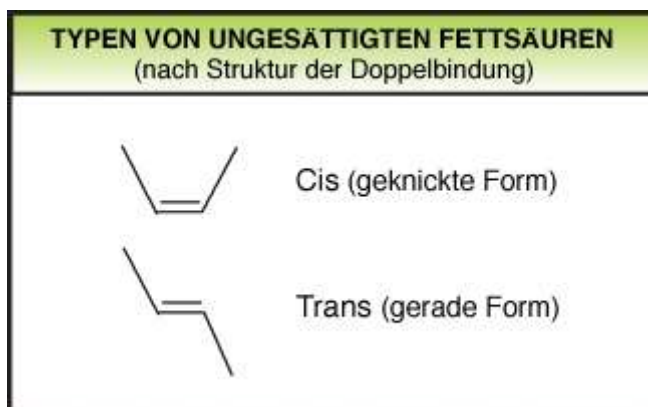 TYPEN VON UNGESÄTTIGTEN FETTSÄUREN
(nach Struktur der Doppelbindung)
Cis (geknickte Form)
Trans (gerade Form)